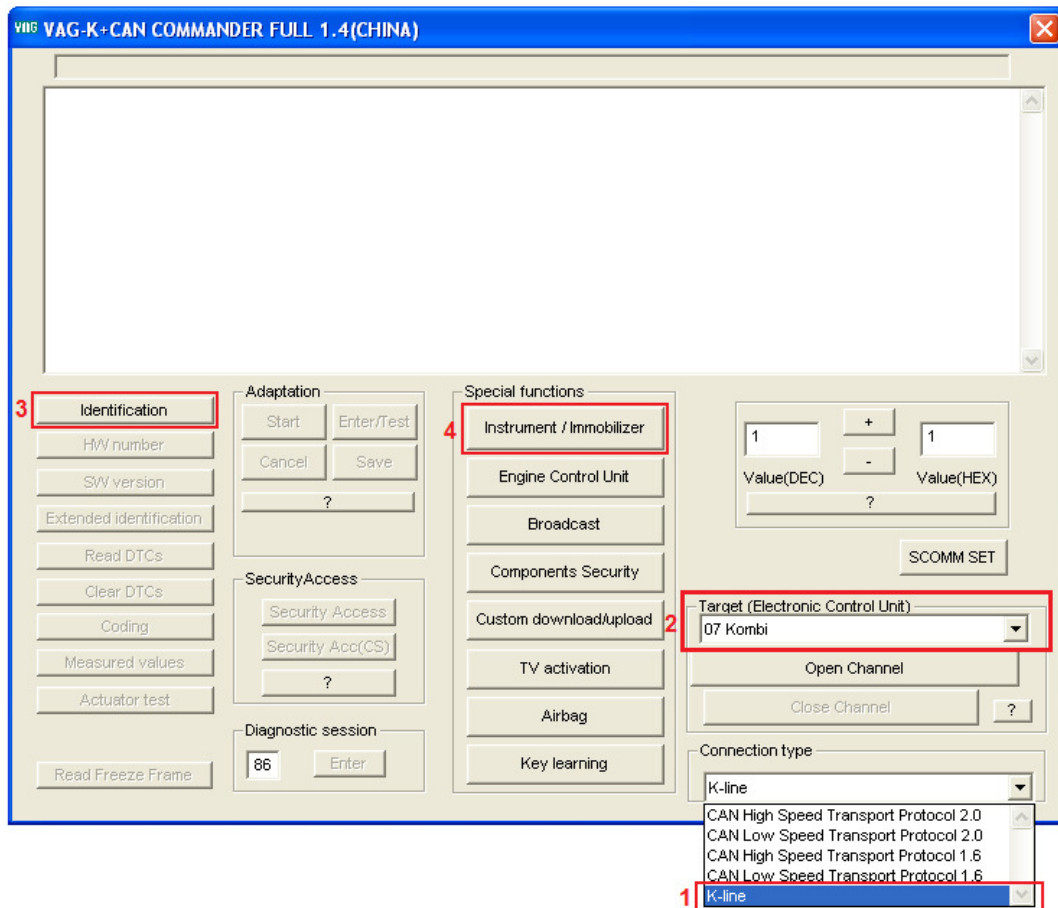 VAG VAG-K+CAN COMMANDER FULL 1.4(CHINA)
3
Identification
HW number
SW version
Extended identification
Read DTCs
Clear DTCs
Coding
Measured values
Actuator test
Read Freeze Frame
Adaptation
Start Enter/Test
Cancel Save
?
SecurityAccess
Security Access
Security Acc(CS)
?
Diagnostic session
86 Enter
Special functions
4
Instrument / Immobilizer
Engine Control Unit
Broadcast
Components Security
Custom download/upload
TV activation
Airbag
Key learning
1 + 1
-
Value(DEC) Value(HEX)
?
SCOMM SET
Target (Electronic Control Unit)
2
07 Kombi
Open Channel
Close Channel ?
Connection type
K-line
CAN High Speed Transport Protocol 2.0
CAN Low Speed Transport Protocol 2.0
CAN High Speed Transport Protocol 1.6
CAN Low Speed Transport Protocol 1.6
1 K-line